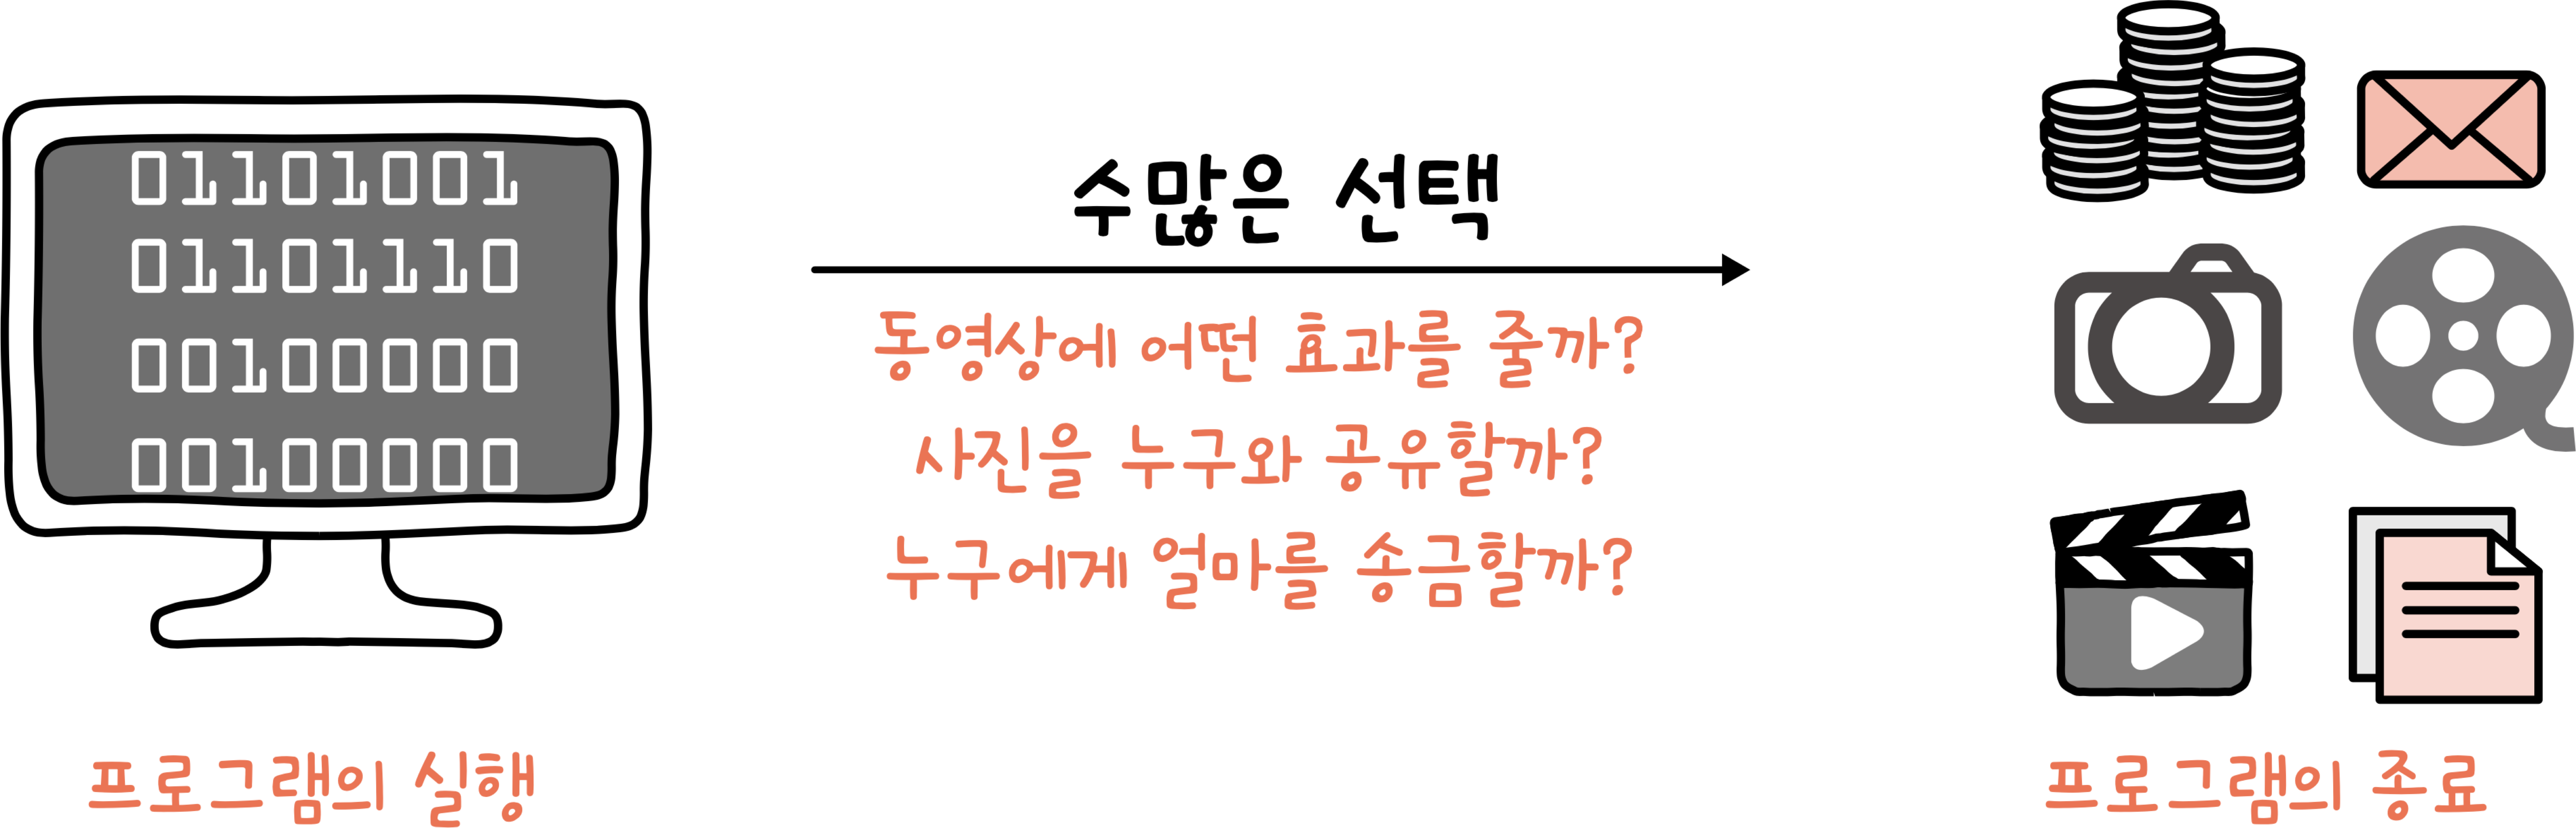 01101001
01101110
00100000
00100000
수많은 선택
동영상에 어떤 효과를 줄까?
사진을 누구와 공유할까?
누구에게 얼마를 송금할까?
프로그램의 실행
프로그램의 종료